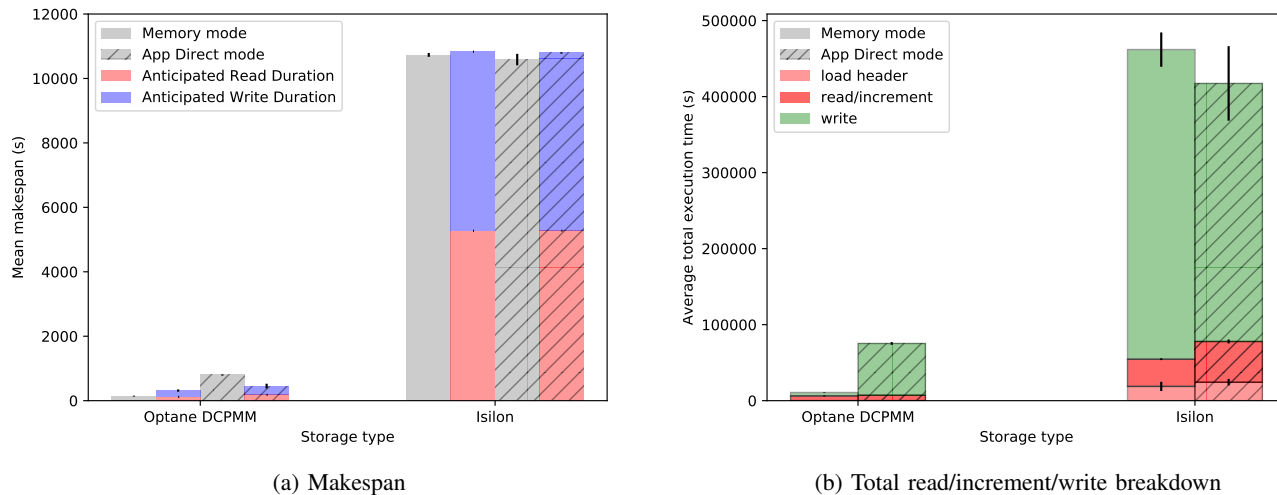 12000
10000
8000
6000
4000
2000
0
Mean makespan (s)
Memory mode
App Direct mode
Anticipated Read Duration
Anticipated Write Duration
Optane DCPMM
Isilon
Storage type
(a) Makespan
500000
400000
300000
200000
100000
0
Average total execution time (s)
Memory mode
App Direct mode
load header
read/increment
write
Optane DCPMM
Isilon
Storage type
(b) Total read/increment/write breakdown